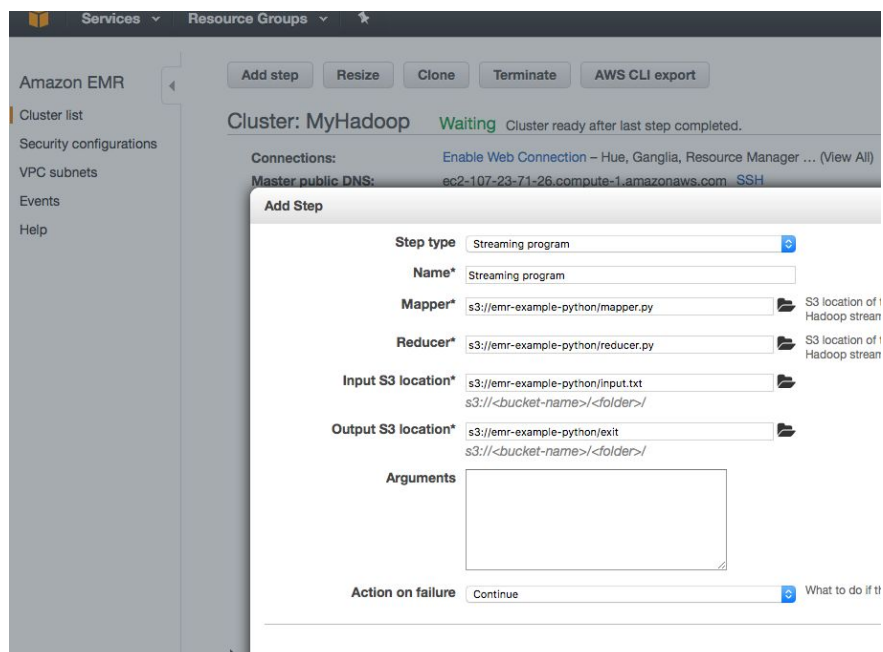 Services Resource Groups
Amazon EMR
Cluster list
Security configurations
VPC subnets
Events
Help
Add step Resize Clone Terminate AWS CLI export
Cluster: MyHadoop Waiting Cluster ready after last step completed.
Connections: Enable Web Connection – Hue, Ganglia, Resource Manager ... (View All)
Master public DNS: ec2-107-23-71-26.compute-1.amazonaws.com SSH
Add Step
Step type Streaming program
Name* Streaming program
Mapper* s3://emr-example-python/mapper.py S3 location of
Hadoop stream
Reducer* s3://emr-example-python/reducer.py S3 location of
Hadoop stream
Input S3 location* s3://emr-example-python/input.txt
s3://<bucket-name>/<folder>/
Output S3 location* s3://emr-example-python/exit
s3://<bucket-name>/<folder>/
Arguments
Action on failure Continue What to do if